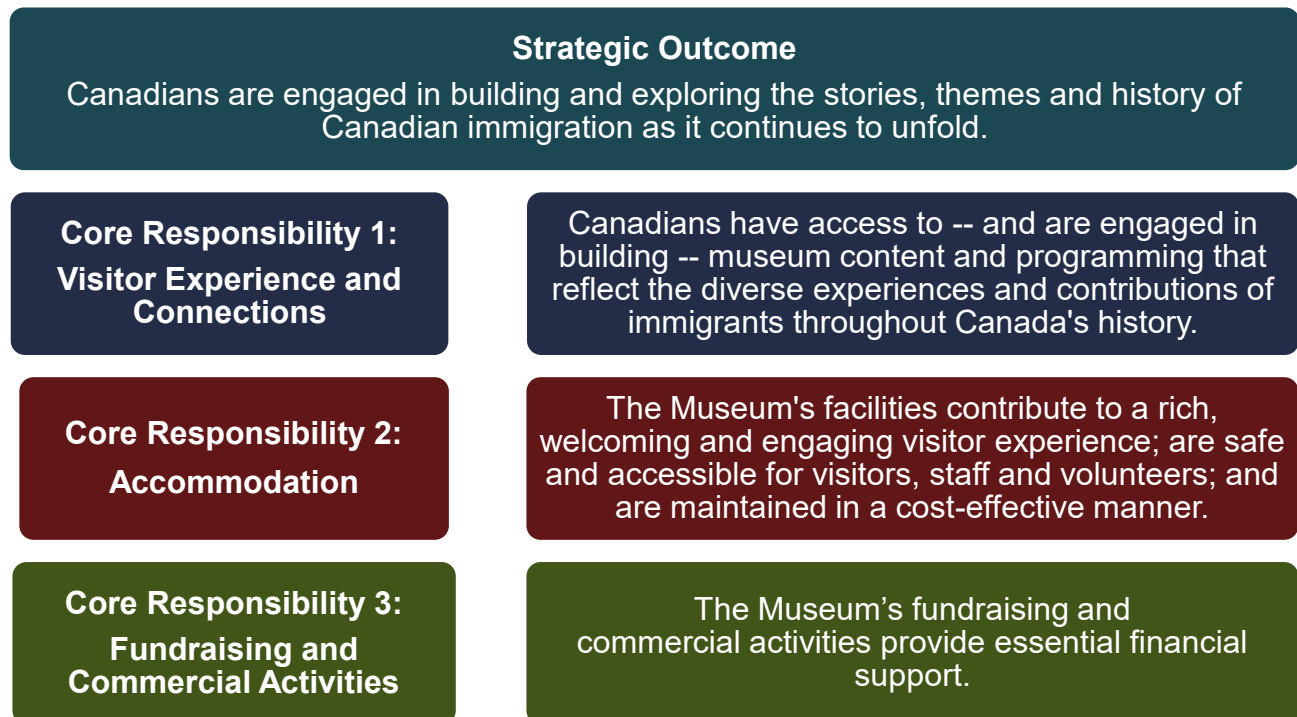 Strategic Outcome
Canadians are engaged in building and exploring the stories, themes and history of
Canadian immigration as it continues to unfold.
Core Responsibility 1:
Visitor Experience and
Connections
Canadians have access to -- and are engaged in
building -- museum content and programming that
reflect the diverse experiences and contributions of
immigrants throughout Canada's history.
Core Responsibility 2:
Accommodation
The Museum's facilities contribute to a rich,
welcoming and engaging visitor experience; are safe
and accessible for visitors, staff and volunteers; and
are maintained in a cost-effective manner.
Core Responsibility 3:
Fundraising and
Commercial Activities
The Museum’s fundraising and
commercial activities provide essential financial
support.